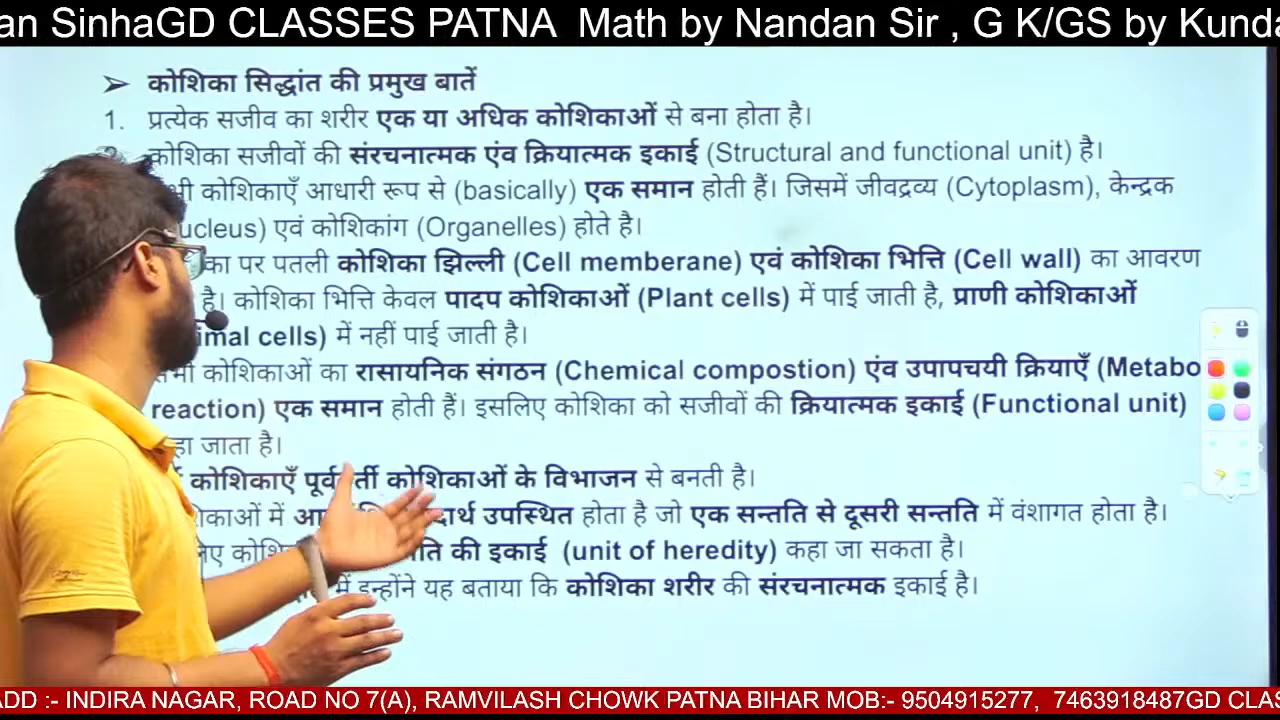 an SinhaGD CLASSES PATNA Math by Nandan Sir , G K/GS by Kunda
➤ कोशिका सिद्धांत की प्रमुख बातें
1. प्रत्येक सजीव का शरीर एक या अधिक कोशिकाओं से बना होता है।
कोशिका सजीवों की संरचनात्मक एंव क्रियात्मक इकाई (Structural and functional unit) है।
कोशिकाएँ आधारी रूप से (basically) एक समान होती हैं। जिसमें जीवद्रव्य (Cytoplasm), केन्द्रक
ucleus) एवं कोशिकांग (Organelles) होते है।
का पर पतली कोशिका झिल्ली (Cell memberane) एवं कोशिका भित्ति (Cell wall) का आवरण
है। कोशिका भित्ति केवल पादप कोशिकाओं (Plant cells) में पाई जाती है, प्राणी कोशिकाओं
imal cells) में नहीं पाई जाती है।
कोशिकाओं का रासायनिक संगठन (Chemical compostion) एंव उपापचयी क्रियाएँ (Metabo
reaction) एक समान होती हैं। इसलिए कोशिका को सजीवों की क्रियात्मक इकाई (Functional unit)
हा जाता है।
कोशिकाएँ कोशिकाओं के विभाजन से बनती है।
में उपस्थित होता है जो एक सन्तति से दूसरी सन्तति में वंशागत होता है।
की इकाई (unit of heredity) कहा जा सकता है।
में इन्होंने यह बताया कि कोशिका शरीर की संरचनात्मक इकाई है।
ADD :- INDIRA NAGAR, ROAD NO 7(A), RAMVILASH CHOWK PATNA BIHAR MOB:- 9504915277, 7463918487GD CLAS